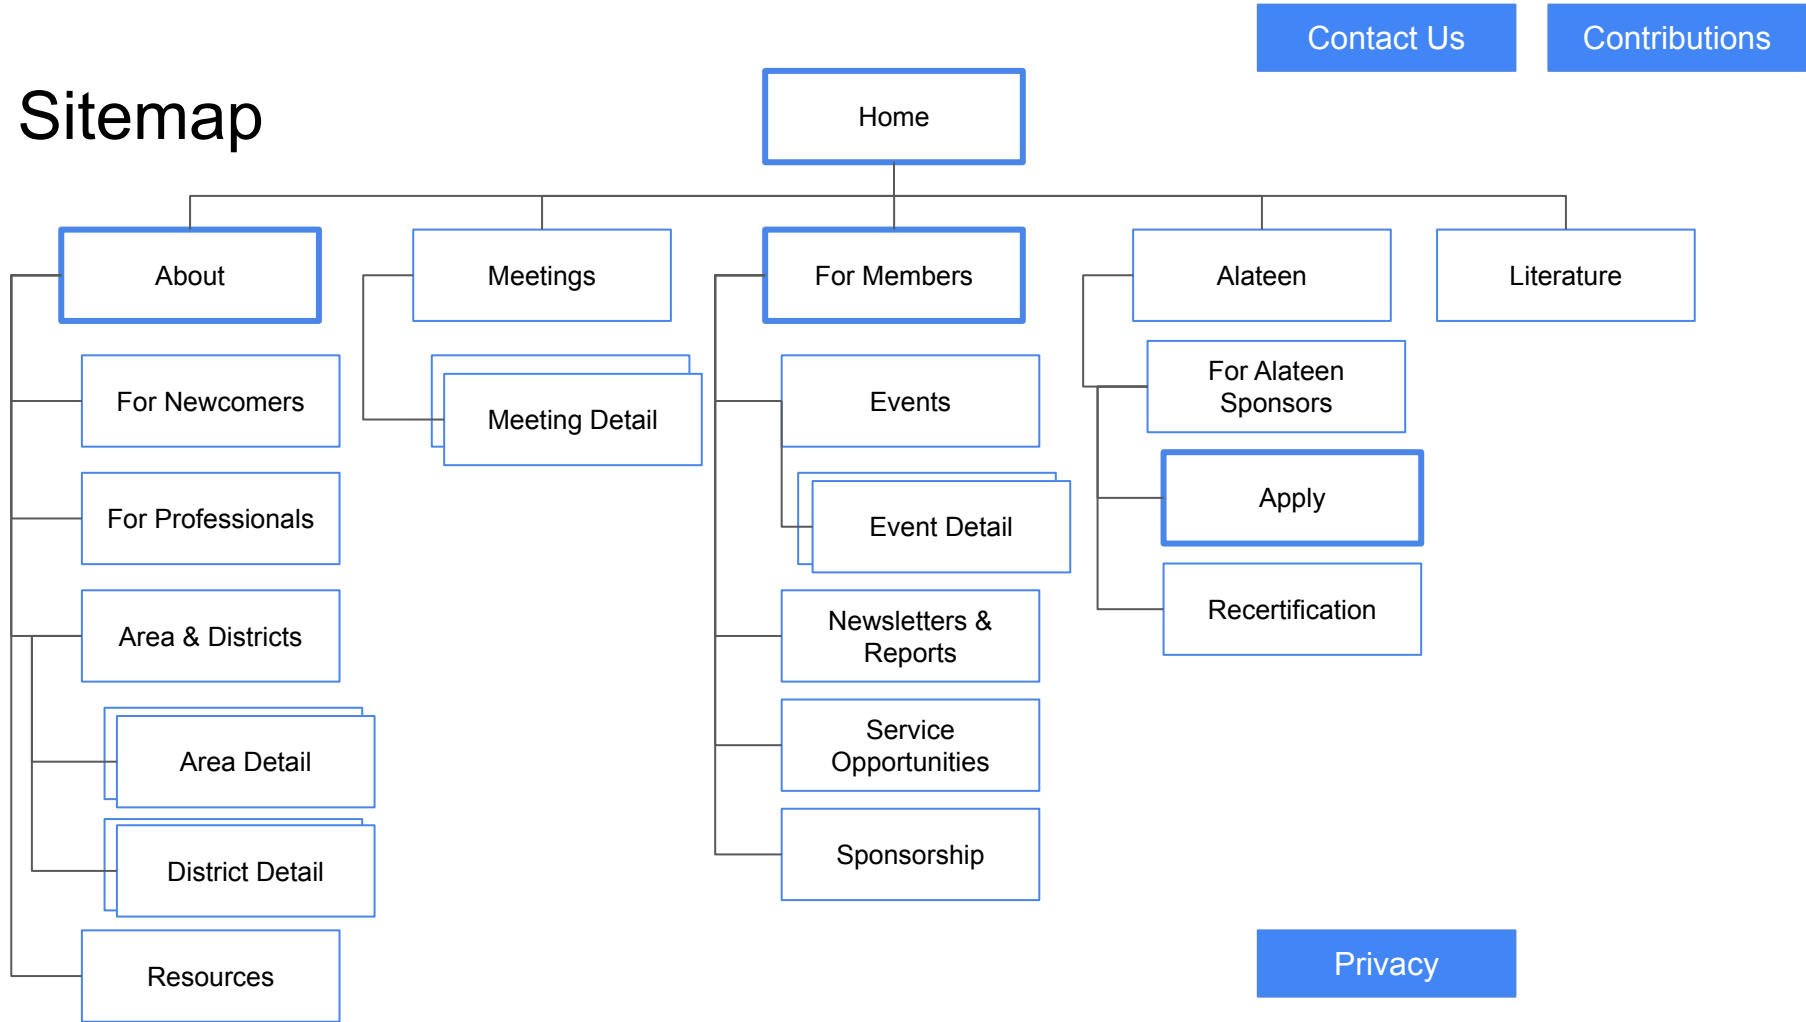 Contact Us
Contributions
Sitemap
Home
About
Meetings
For Members
Alateen
Literature
For Newcomers
Meeting Detail
Events
For Alateen
Sponsors
For Professionals
Event Detail
Apply
Area & Districts
Newsletters &
Reports
Recertification
Area Detail
Service
Opportunities
District Detail
Sponsorship
Resources
Privacy